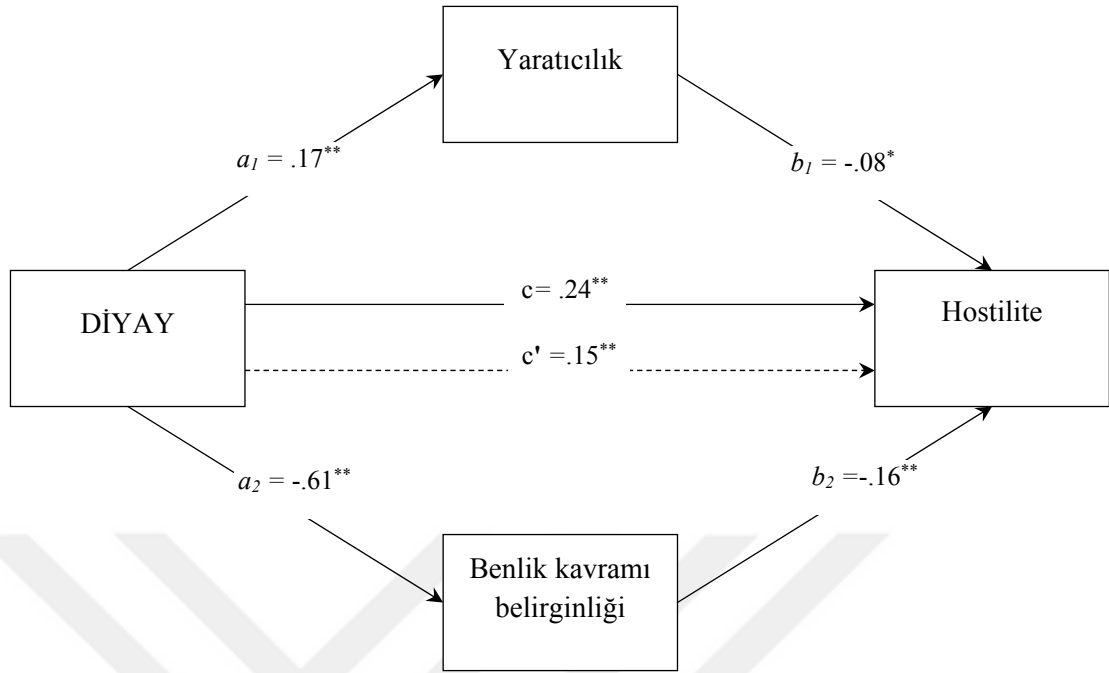 Yaratıcılık
a₁ = .17**
b₁ = -.08*
c= .24**
DİYAY
Hostilite
c' =.15**
a₂ = -.61**
b₂ =-.16**
Benlik kavramı
belirginliği